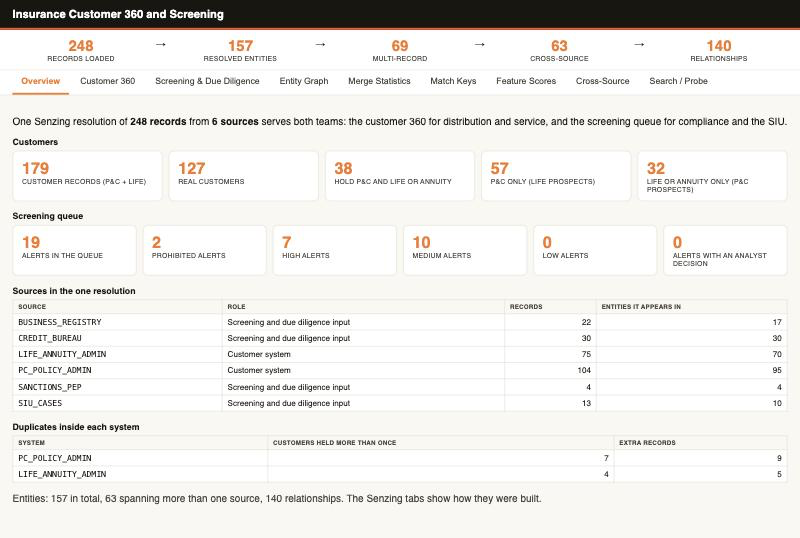 Insurance Customer 360 and Screening
248 → 157 → 69 → 63 → 140
RECORDS LOADED RESOLVED ENTITIES MULTI-RECORD CROSS-SOURCE RELATIONSHIPS
Overview Customer 360 Screening & Due Diligence Entity Graph Merge Statistics Match Keys Feature Scores Cross-Source Search / Probe
One Senzing resolution of 248 records from 6 sources serves both teams: the customer 360 for distribution and service, and the screening queue for compliance and the SIU.
Customers
179 127 38 57 32
CUSTOMER RECORDS (P&C + LIFE) REAL CUSTOMERS HOLD P&C AND LIFE OR ANNUITY P&C ONLY (LIFE PROSPECTS) LIFE OR ANNUITY ONLY (P&C
PROSPECTS)
Screening queue
19 2 7 10 0 0
ALERTS IN THE QUEUE PROHIBITED ALERTS HIGH ALERTS MEDIUM ALERTS LOW ALERTS ALERTS WITH AN ANALYST
DECISION
Sources in the one resolution
SOURCE ROLE RECORDS ENTITIES IT APPEARS IN
BUSINESS_REGISTRY Screening and due diligence input 22 17
CREDIT_BUREAU Screening and due diligence input 30 30
LIFE_ANNUITY_ADMIN Customer system 75 70
PC_POLICY_ADMIN Customer system 104 95
SANCTIONS_PEP Screening and due diligence input 4 4
SIU_CASES Screening and due diligence input 13 10
Duplicates inside each system
SYSTEM CUSTOMERS HELD MORE THAN ONCE EXTRA RECORDS
PC_POLICY_ADMIN 7 9
LIFE_ANNUITY_ADMIN 4 5
Entities: 157 in total, 63 spanning more than one source, 140 relationships. The Senzing tabs show how they were built.